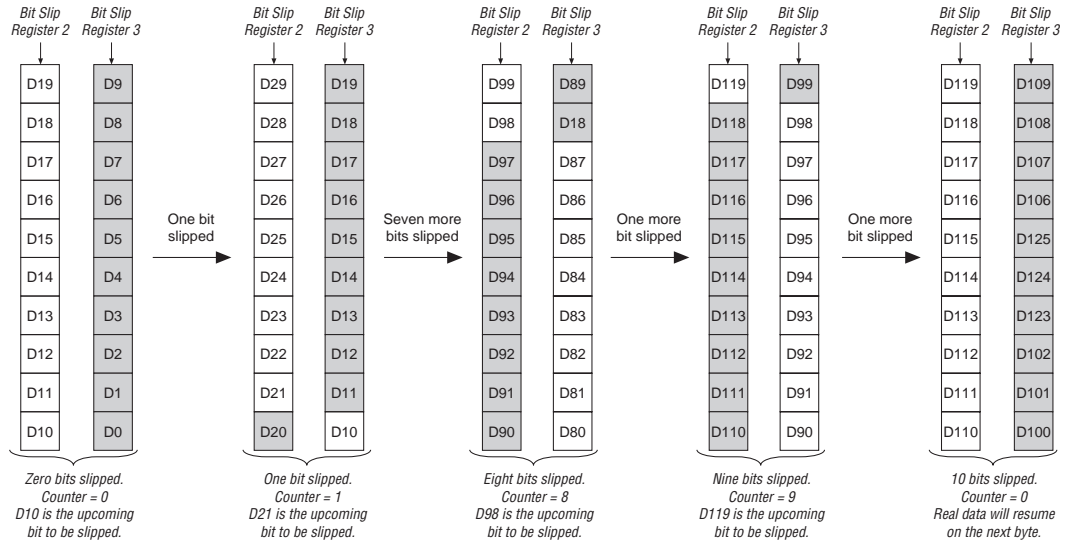 Bit Slip Register 2
Bit Slip Register 3
D19 D9
D18 D8
D17 D7
D16 D6
D15 D5
D14 D4
D13 D3
D12 D2
D11 D1
D10 D0
Zero bits slipped.
Counter = 0
D10 is the upcoming
bit to be slipped.
One bit
slipped
Bit Slip Register 2
Bit Slip Register 3
D29 D19
D28 D18
D27 D17
D26 D16
D25 D15
D24 D14
D23 D13
D22 D12
D21 D11
D20 D10
One bit slipped.
Counter = 1
D21 is the upcoming
bit to be slipped.
Seven more
bits slipped
Bit Slip Register 2
Bit Slip Register 3
D99 D89
D98 D18
D97 D87
D96 D86
D95 D85
D94 D84
D93 D83
D92 D82
D91 D81
D90 D80
Eight bits slipped.
Counter = 8
D98 is the upcoming
bit to be slipped.
One more
bit slipped
Bit Slip Register 2
Bit Slip Register 3
D119 D99
D118 D98
D117 D97
D116 D96
D115 D95
D114 D94
D113 D93
D112 D92
D111 D91
D110 D90
Nine bits slipped.
Counter = 9
D119 is the upcoming
bit to be slipped.
One more
bit slipped
Bit Slip Register 2
Bit Slip Register 3
D119 D109
D118 D108
D117 D107
D116 D106
D115 D125
D114 D124
D113 D123
D112 D102
D111 D101
D110 D100
10 bits slipped.
Counter = 0
Real data will resume
on the next byte.